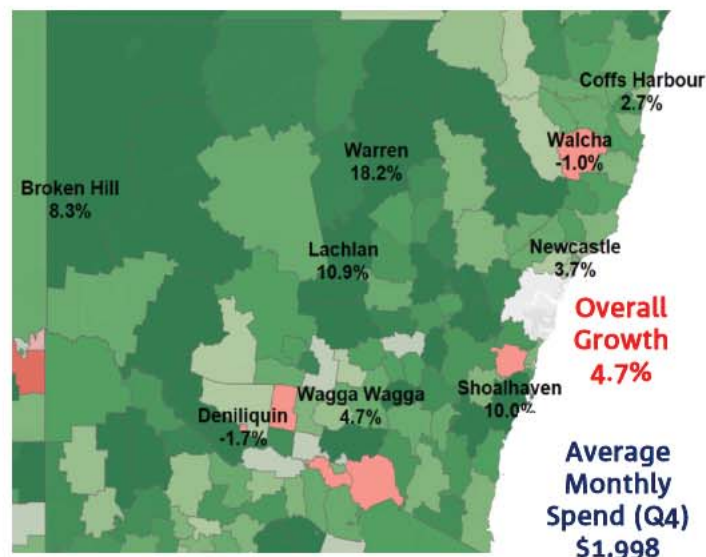 Coffs Harbour
2.7%
Walcha
-1.0%
Warren
18.2%
Broken Hill
8.3%
Lachlan
10.9%
Newcastle
3.7%
Overall
Growth
4.7%
Wagga Wagga
4.7%
Shoalhaven
10.0%
Deniliquin
-1.7%
Average
Monthly
Spend (Q4)
$1,998